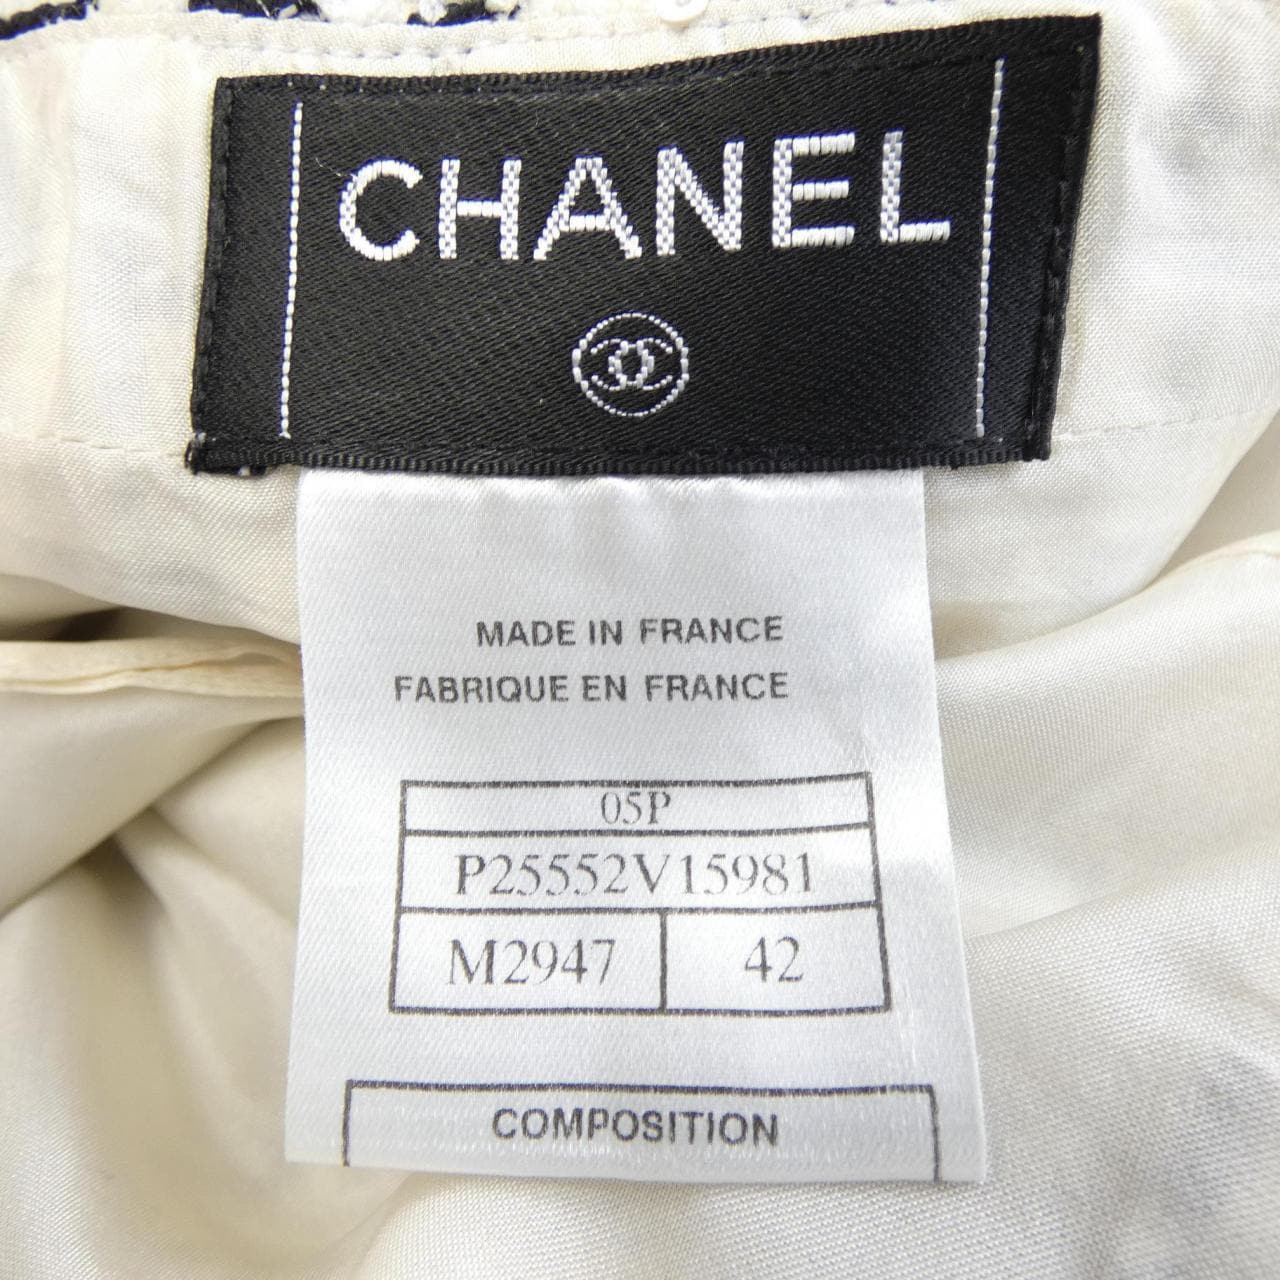 CHANEL
MADE IN FRANCE
FABRIQUE EN FRANCE
05P
P25552V15981
M2947 42
COMPOSITION